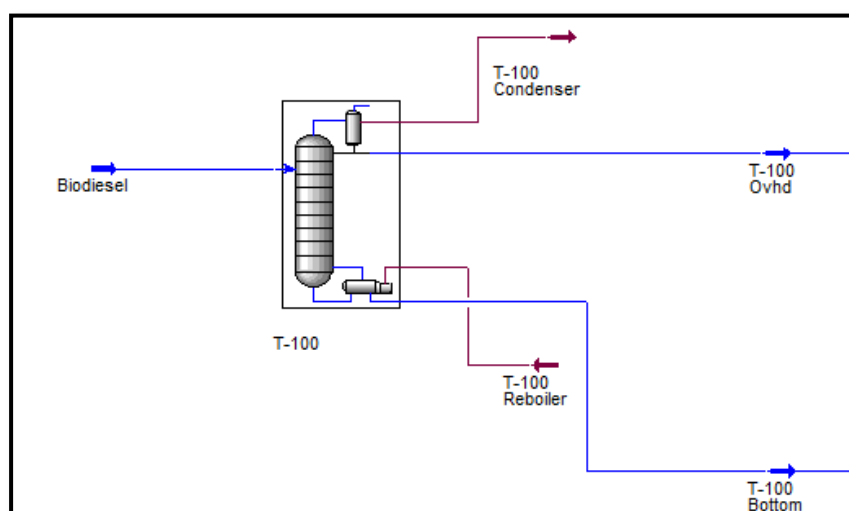 T-100
Condenser
Biodiesel
T-100
Ovhd
T-100
T-100
Reboiler
T-100
Bottom